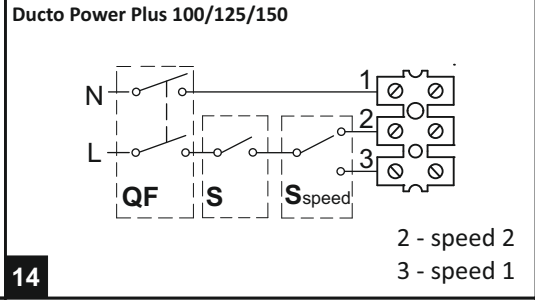 Ducto Power Plus 100/125/150
N
1
2
L
3
QF
S
Sspeed
2 - speed 2
3 - speed 1
14